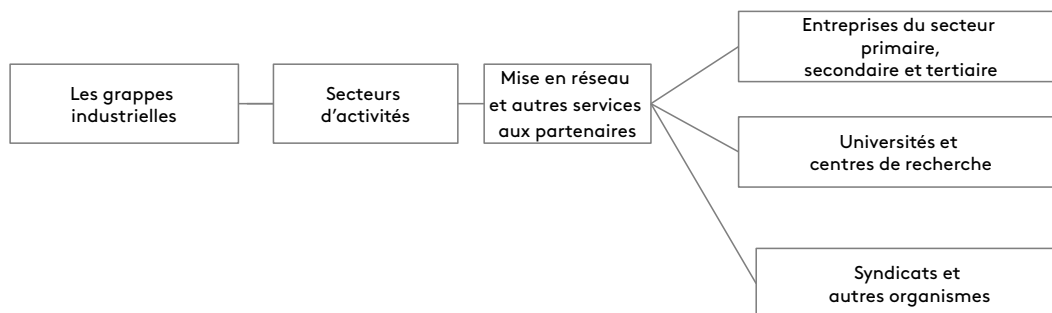 Les grappes
industrielles
Secteurs
d’activités
Mise en réseau
et autres services
aux partenaires
Entreprises du secteur
primaire,
secondaire et tertiaire
Universités et
centres de recherche
Syndicats et
autres organismes